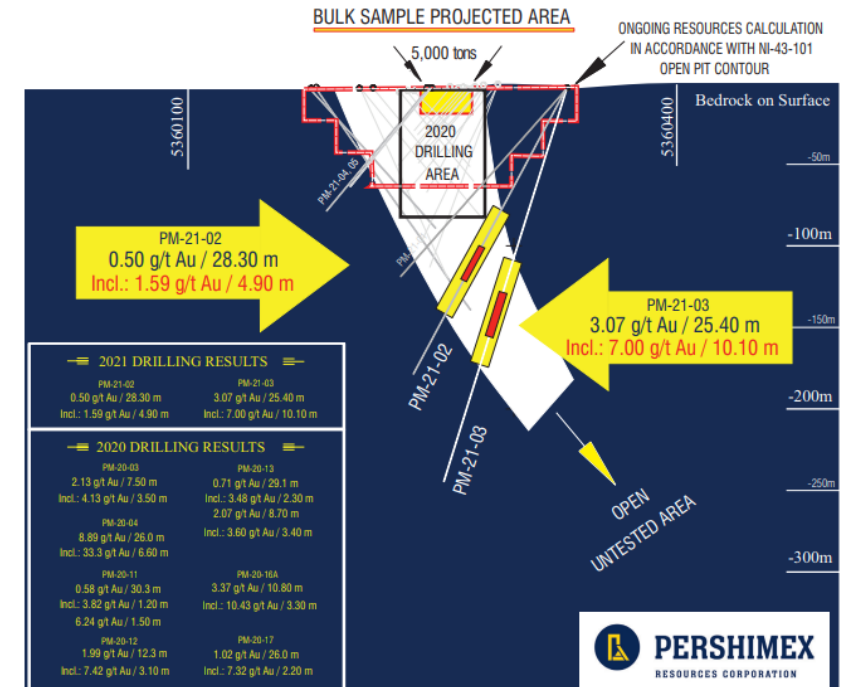 BULK SAMPLE PROJECTED AREA
5,000 tons
ONGOING RESOURCES CALCULATION
IN ACCORDANCE WITH NI-43-101
OPEN PIT CONTOUR
5360100
5360400
Bedrock on Surface
2020
DRILLING
AREA
PM-21-04, 05
PM-21-
-50m
-100m
-150m
-200m
-250m
-300m
PM-21-02
0.50 g/t Au / 28.30 m
Incl.: 1.59 g/t Au / 4.90 m
PM-21-03
3.07 g/t Au / 25.40 m
Incl.: 7.00 g/t Au / 10.10 m
PM-21-02
PM-21-03
OPEN
UNTESTED AREA
2021 DRILLING RESULTS
PM-21-02
0.50 g/t Au / 28.30 m
Incl.: 1.59 g/t Au / 4.90 m
PM-21-03
3.07 g/t Au / 25.40 m
Incl.: 7.00 g/t Au / 10.10 m
2020 DRILLING RESULTS
PM-20-03
2.13 g/t Au / 7.50 m
Incl.: 4.13 g/t Au / 3.50 m
PM-20-04
8.89 g/t Au / 26.0 m
Incl.: 33.3 g/t Au / 6.60 m
PM-20-11
0.58 g/t Au / 30.3 m
Incl.: 3.82 g/t Au / 1.20 m
6.24 g/t Au / 1.50 m
PM-20-12
1.99 g/t Au / 12.3 m
Incl.: 7.42 g/t Au / 3.10 m
PM-20-13
0.71 g/t Au / 29.1 m
Incl.: 3.48 g/t Au / 2.30 m
2.07 g/t Au / 8.70 m
Incl.: 3.60 g/t Au / 3.40 m
PM-20-16A
3.37 g/t Au / 10.80 m
Incl.: 10.43 g/t Au / 3.30 m
PM-20-17
1.02 g/t Au / 26.0 m
Incl.: 7.32 g/t Au / 2.20 m
PERSHIMEX
RESOURCES CORPORATION